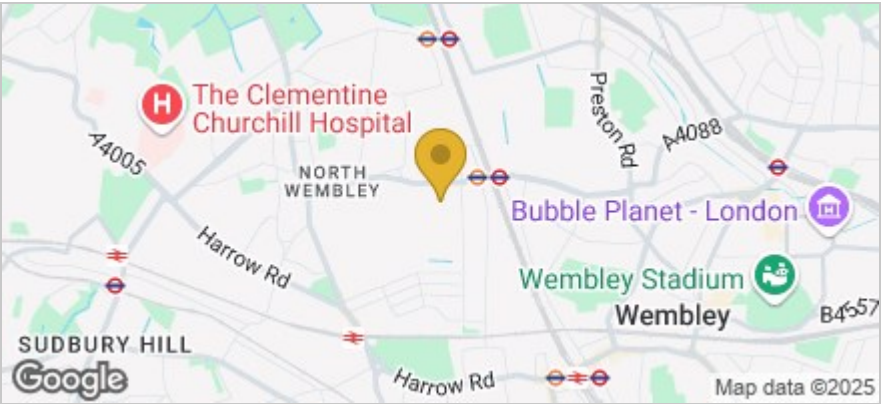 The Clementine
Churchill Hospital
H
A4005
Preston Rd
A4088
NORTH
WEMBLEY
Bubble Planet - London
Harrow Rd
Wembley Stadium
Wembley
B4557
SUDBURY HILL
Google
Harrow Rd
Map data ©2025